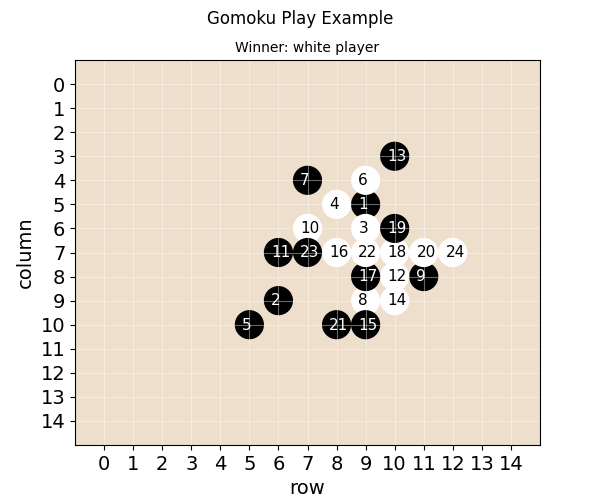 Gomoku Play Example
Winner: white player
column
0
1
2
3 13
4 7 6
5 4 1
6 10 3 19
7 11 23 16 22 18 20 24
8 17 12 9
9 2 8 14
10 5 21 15
11
12
13
14
0 1 2 3 4 5 6 7 8 9 10 11 12 13 14
row